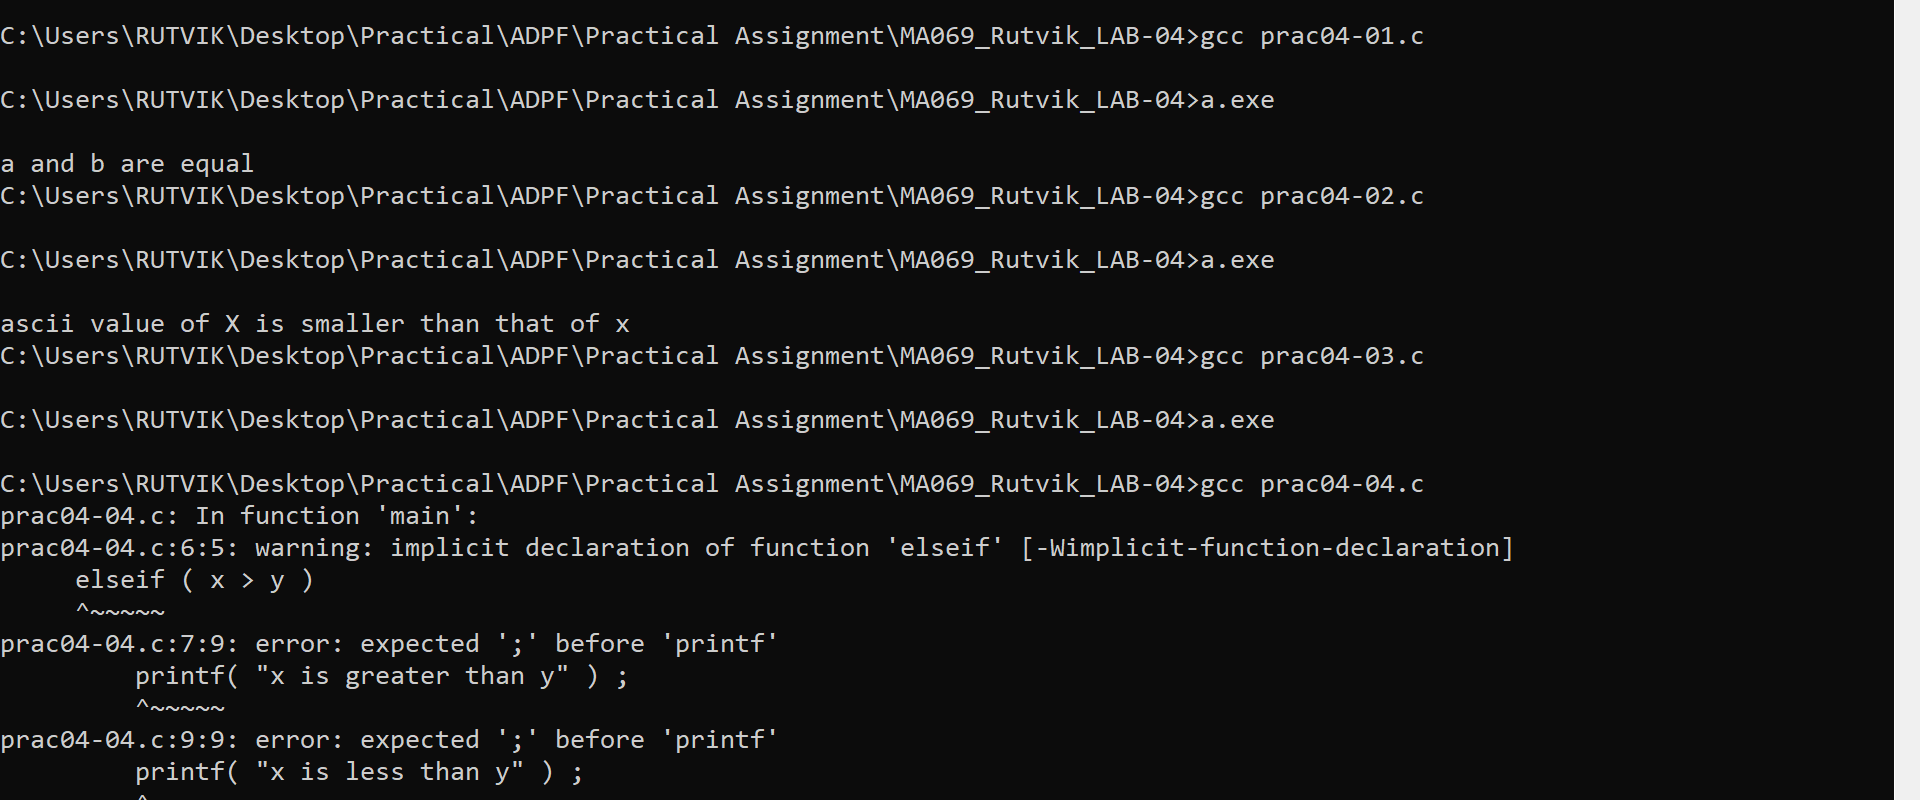 C:\Users\RUTVIK\Desktop\Practical\ADPF\Practical Assignment\MA069_Rutvik_LAB-04>gcc prac04-01.c
C:\Users\RUTVIK\Desktop\Practical\ADPF\Practical Assignment\MA069_Rutvik_LAB-04>a.exe
a and b are equal
C:\Users\RUTVIK\Desktop\Practical\ADPF\Practical Assignment\MA069_Rutvik_LAB-04>gcc prac04-02.c
C:\Users\RUTVIK\Desktop\Practical\ADPF\Practical Assignment\MA069_Rutvik_LAB-04>a.exe
ascii value of X is smaller than that of x
C:\Users\RUTVIK\Desktop\Practical\ADPF\Practical Assignment\MA069_Rutvik_LAB-04>gcc prac04-03.c
C:\Users\RUTVIK\Desktop\Practical\ADPF\Practical Assignment\MA069_Rutvik_LAB-04>a.exe
C:\Users\RUTVIK\Desktop\Practical\ADPF\Practical Assignment\MA069_Rutvik_LAB-04>gcc prac04-04.c
prac04-04.c: In function 'main':
prac04-04.c:6:5: warning: implicit declaration of function 'elseif' [-Wimplicit-function-declaration]
     elseif ( x > y )
     ^~~~~~
prac04-04.c:7:9: error: expected ';' before 'printf'
         printf( "x is greater than y" ) ;
         ^~~~~~
prac04-04.c:9:9: error: expected ';' before 'printf'
         printf( "x is less than y" ) ;
         ^